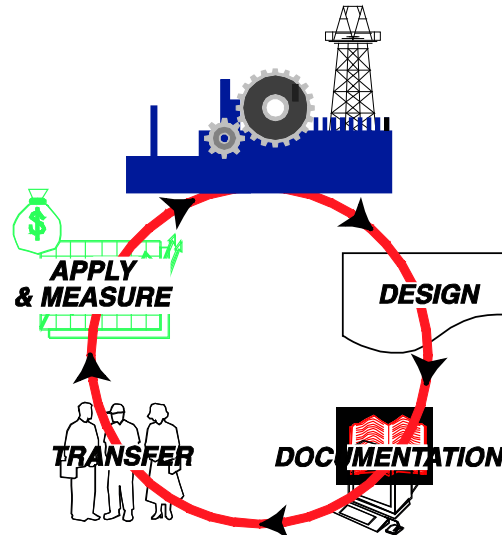 $
APPLY
& MEASURE
DESIGN
TRANSFER
DOCUMENTATION